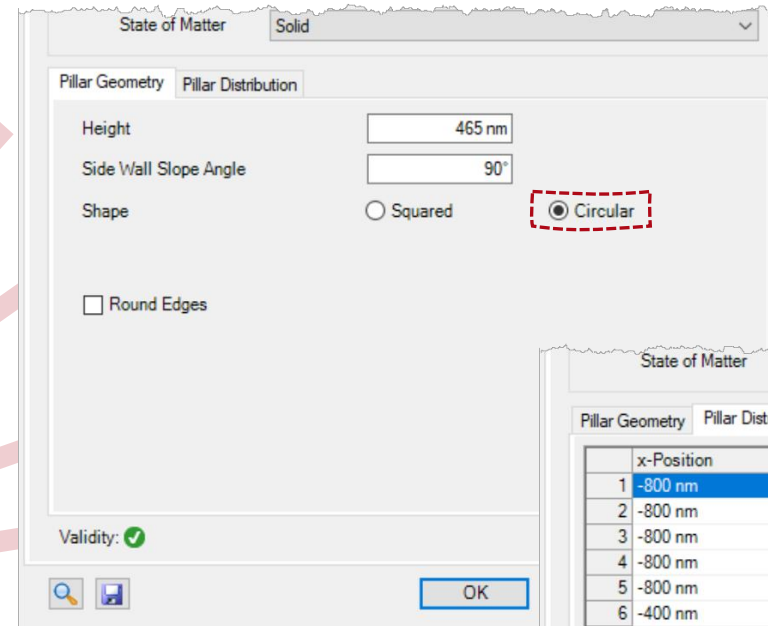 State of Matter Solid
Pillar Geometry Pillar Distribution
Height 465 nm
Side Wall Slope Angle 90°
Shape Squared Circular
Round Edges
Validity:
OK
State of Matter
Pillar Geometry Pillar Dist
x-Position
1 -800 nm
2 -800 nm
3 -800 nm
4 -800 nm
5 -800 nm
6 -400 nm